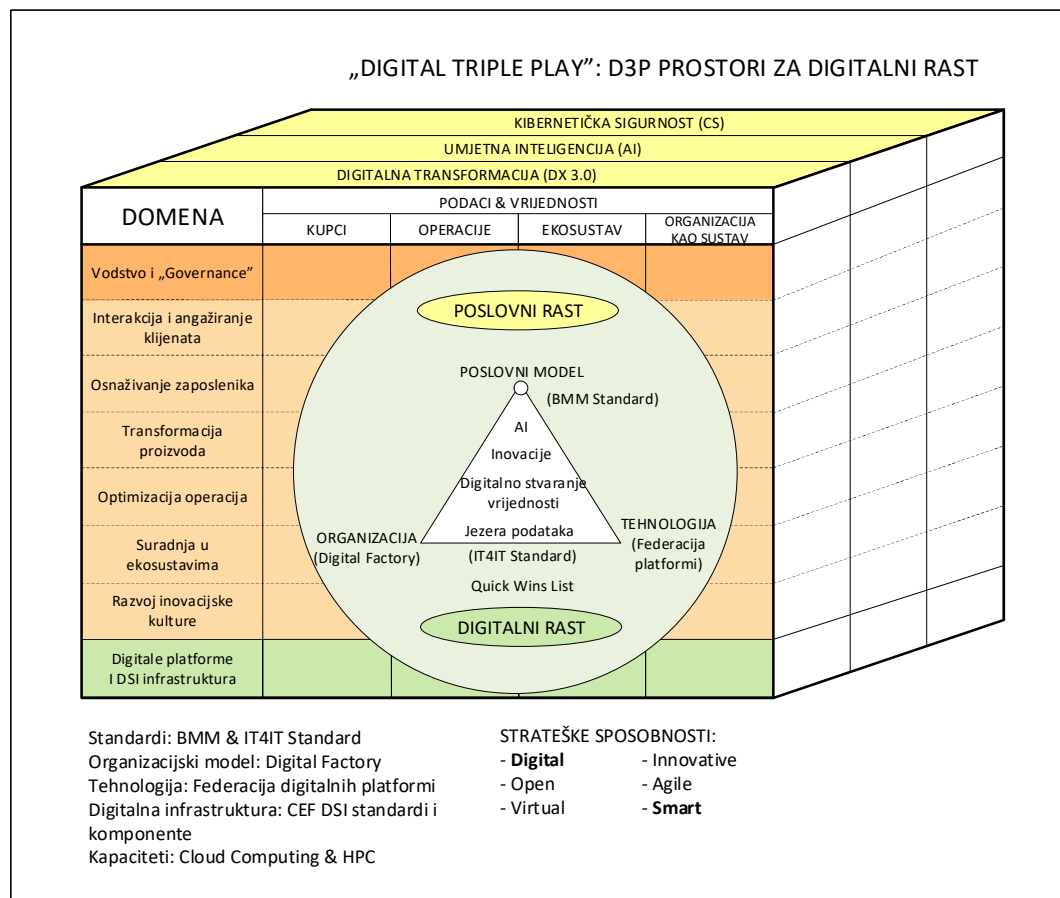 „DIGITAL TRIPLE PLAY”: D3P PROSTORI ZA DIGITALNI RAST
KIBERNETIČKA SIGURNOST (CS)
UMJETNA INTELIGENCIJA (AI)
DIGITALNA TRANSFORMACIJA (DX 3.0)
DOMENA
PODACI & VRIJEDNOSTI
KUPCI
OPERACIJE
EKOSUSTAV
ORGANIZACIJA
KAO SUSTAV
Vodstvo i „Governance”
Interakcija i angažiranje
klijenata
Osnaživanje zaposlenika
Transformacija
proizvoda
Optimizacija operacija
Suradnja u
ekosustavima
Razvoj inovacijske
kulture
Digitale platforme
I DSI infrastruktura
POSLOVNI RAST
POSLOVNI MODEL
(BMM Standard)
AI
Inovacije
Digitalno stvaranje
vrijednosti
Jezera podataka
ORGANIZACIJA
(Digital Factory)
(IT4IT Standard)
TEHNOLOGIJA
(Federacija
platformi)
Quick Wins List
DIGITALNI RAST
Standardi: BMM & IT4IT Standard
Organizacijski model: Digital Factory
Tehnologija: Federacija digitalnih platformi
Digitalna infrastruktura: CEF DSI standardi i
komponente
Kapaciteti: Cloud Computing & HPC
STRATEŠKE SPOSOBNOSTI:
- Digital
- Open
- Virtual
- Innovative
- Agile
- Smart